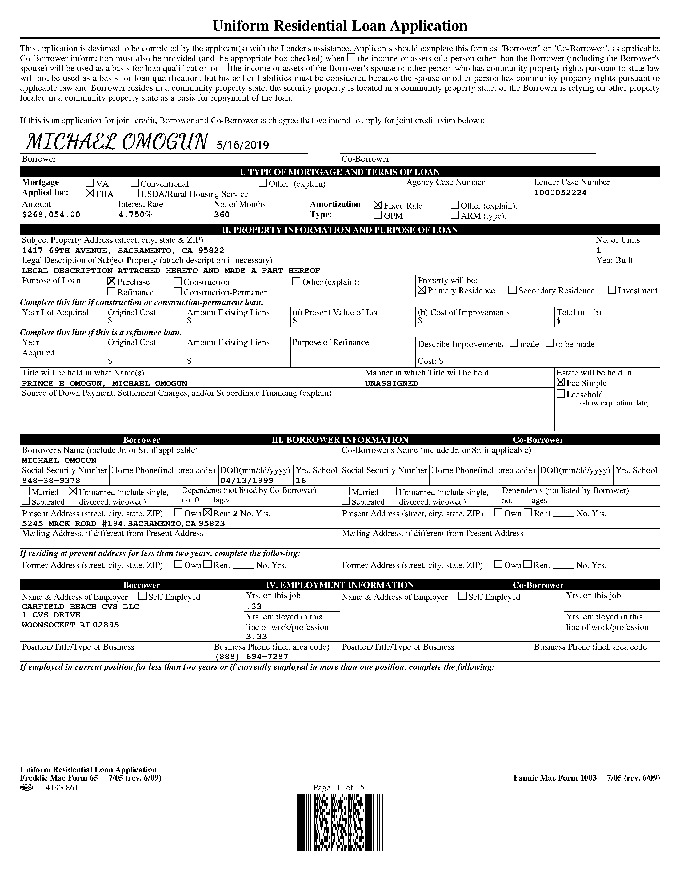 Uniform Residential Loan Application
This application is designed to be completed by the applicant(s) with the Lender's assistance. Applicants should complete this form as "Borrower" or "Co-Borrower", as applicable.
Co-Borrower information must also be provided (and the appropriate box checked) when the income or assets of a person other than the Borrower (including the Borrower's
spouse) will be used as a basis for loan qualification or the income or assets of the Borrower's spouse or other person who has community property rights pursuant to state law
will not be used as a basis for loan qualification, but his or her liabilities must be considered because the spouse or other person has community property rights pursuant to
applicable law and Borrower resides in a community property state, the security property is located in a community property state, or the Borrower is relying on other property
located in a community property state as a basis for repayment of the loan.
If this is an application for joint credit, Borrower and Co-Borrower each agree that we intend to apply for joint credit (sign below):
MICHAEL OMOGUN 5/16/2019
Borrower Co-Borrower
I. TYPE OF MORTGAGE AND TERMS OF LOAN
Mortgage VA Conventional Other (explain): Agency Case Number Lender Case Number
Applied for: FHA USDA/Rural Housing Service 1000052224
Amount Interest Rate No. of Months Amortization Fixed Rate Other (explain):
$268,054.00 4.750% 360 Type: GPM ARM (type):
II. PROPERTY INFORMATION AND PURPOSE OF LOAN
Subject Property Address (street, city, state & ZIP) No. of Units
1417 69TH AVENUE, SACRAMENTO, CA 95822 1
Legal Description of Subject Property (attach description if necessary) Year Built
LEGAL DESCRIPTION ATTACHED HERETO AND MADE A PART HEREOF
Purpose of Loan Purchase Construction Other (explain): Property will be:
Refinance Construction-Permanent Primary Residence Secondary Residence Investment
Complete this line if construction or construction-permanent loan.
Year Lot Acquired Original Cost Amount Existing Liens (a) Present Value of Lot (b) Cost of Improvements
$ $ $ $ $
Complete this line if this is a refinance loan.
Year Original Cost Amount Existing Liens Purpose of Refinance Describe Improvements made to be made
Acquired
$ $ Cost: $
Title will be held in what Name(s) Manner in which Title will be held Estate will be held in
PRINCE E OMOGUN, MICHAEL OMOGUN UNASSIGNED Fee Simple
Source of Down Payment, Settlement Charges, and/or Subordinate Financing (explain) Leasehold
(show expiration date)
Borrower III. BORROWER INFORMATION Co-Borrower
Borrower's Name (include Jr. or Sr. if applicable) Co-Borrower's Name (include Jr. or Sr. if applicable)
MICHAEL OMOGUN
Social Security Number Home Phone (incl. area code) DOB (mm/dd/yyyy) Yrs. School Social Security Number Home Phone (incl. area code) DOB (mm/dd/yyyy) Yrs. School
848-38-9378 04/13/1999 16
Married Unmarried (include single, Dependents (not listed by Co-Borrower) Married Unmarried (include single, Dependents (not listed by Borrower)
Separated divorced, widowed) no. 0 ages Separated divorced, widowed) no. ages
Present Address (street, city, state, ZIP) Own Rent 2 No. Yrs. Present Address (street, city, state, ZIP) Own Rent No. Yrs.
5245 MACK ROAD #194, SACRAMENTO, CA 95823
Mailing Address, if different from Present Address Mailing Address, if different from Present Address
If residing at present address for less than two years, complete the following:
Former Address (street, city, state, ZIP) Own Rent No. Yrs. Former Address (street, city, state, ZIP) Own Rent No. Yrs.
Borrower IV. EMPLOYMENT INFORMATION Co-Borrower
Name & Address of Employer Self Employed Yrs. on this job Name & Address of Employer Self Employed Yrs. on this job
GARFIELD BEACH CVS LLC .33
1 CVS DRIVE Yrs. employed in this Yrs. employed in this
WOONSOCKET RI 02895 line of work/profession line of work/profession
3.33
Position/Title/Type of Business Business Phone (incl. area code) Position/Title/Type of Business Business Phone (incl. area code)
(888) 694-7287
If employed in current position for less than two years or if currently employed in more than one position, complete the following:
Uniform Residential Loan Application
Freddie Mac Form 65 7/05 (rev. 6/09) Fannie Mae Form 1003 7/05 (rev. 6/09)
Page 1 of 5